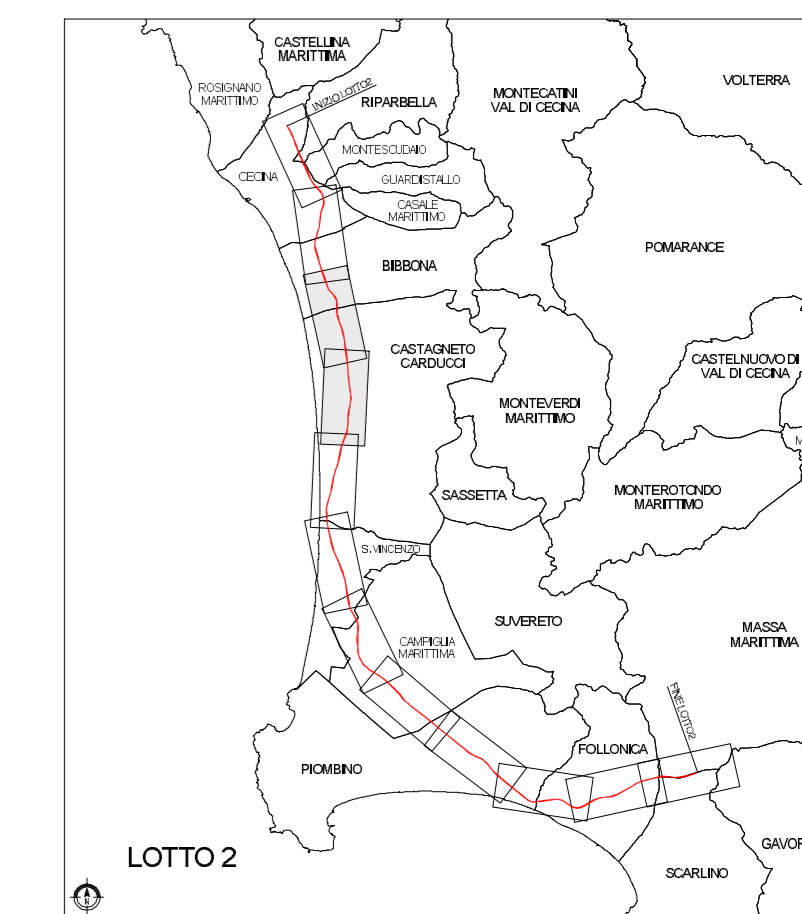 CASTELLINA
MARITTIMA
ROSIGNANO
MARITTIMO
INIZIO LOTTO2
RIPARBELLA
MONTECATINI
VAL DI CECINA
VOLTERRA
MONTESCUDAIO
CECINA
GUARDISTALLO
CASALE
MARITTIMO
POMARANCE
BIBBONA
CASTAGNETO
CARDUCCI
CASTELNUOVO DI
VAL DI CECINA
MONTEVERDI
MARITTIMO
M
SASSETTA
MONTEROTONDO
MARITTIMO
S. VINCENZO
SUVERETO
CAMPIGLIA
MARITTIMA
MASSA
MARITTIMA
FINE LOTTO2
FOLLONICA
PIOMBINO
LOTTO 2
GAVOR
SCARLINO
N